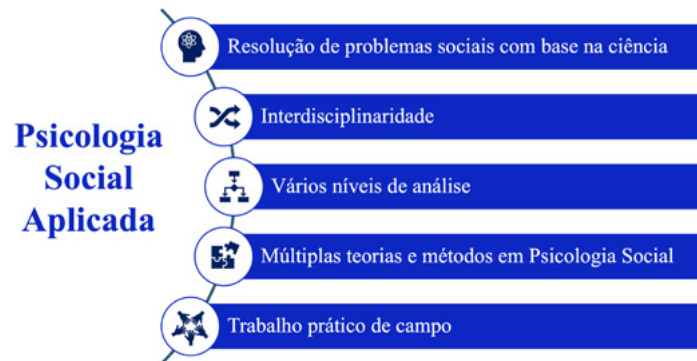 Psicologia
Social
Aplicada
Resolução de problemas sociais com base na ciência
Interdisciplinaridade
Vários níveis de análise
Múltiplas teorias e métodos em Psicologia Social
Trabalho prático de campo